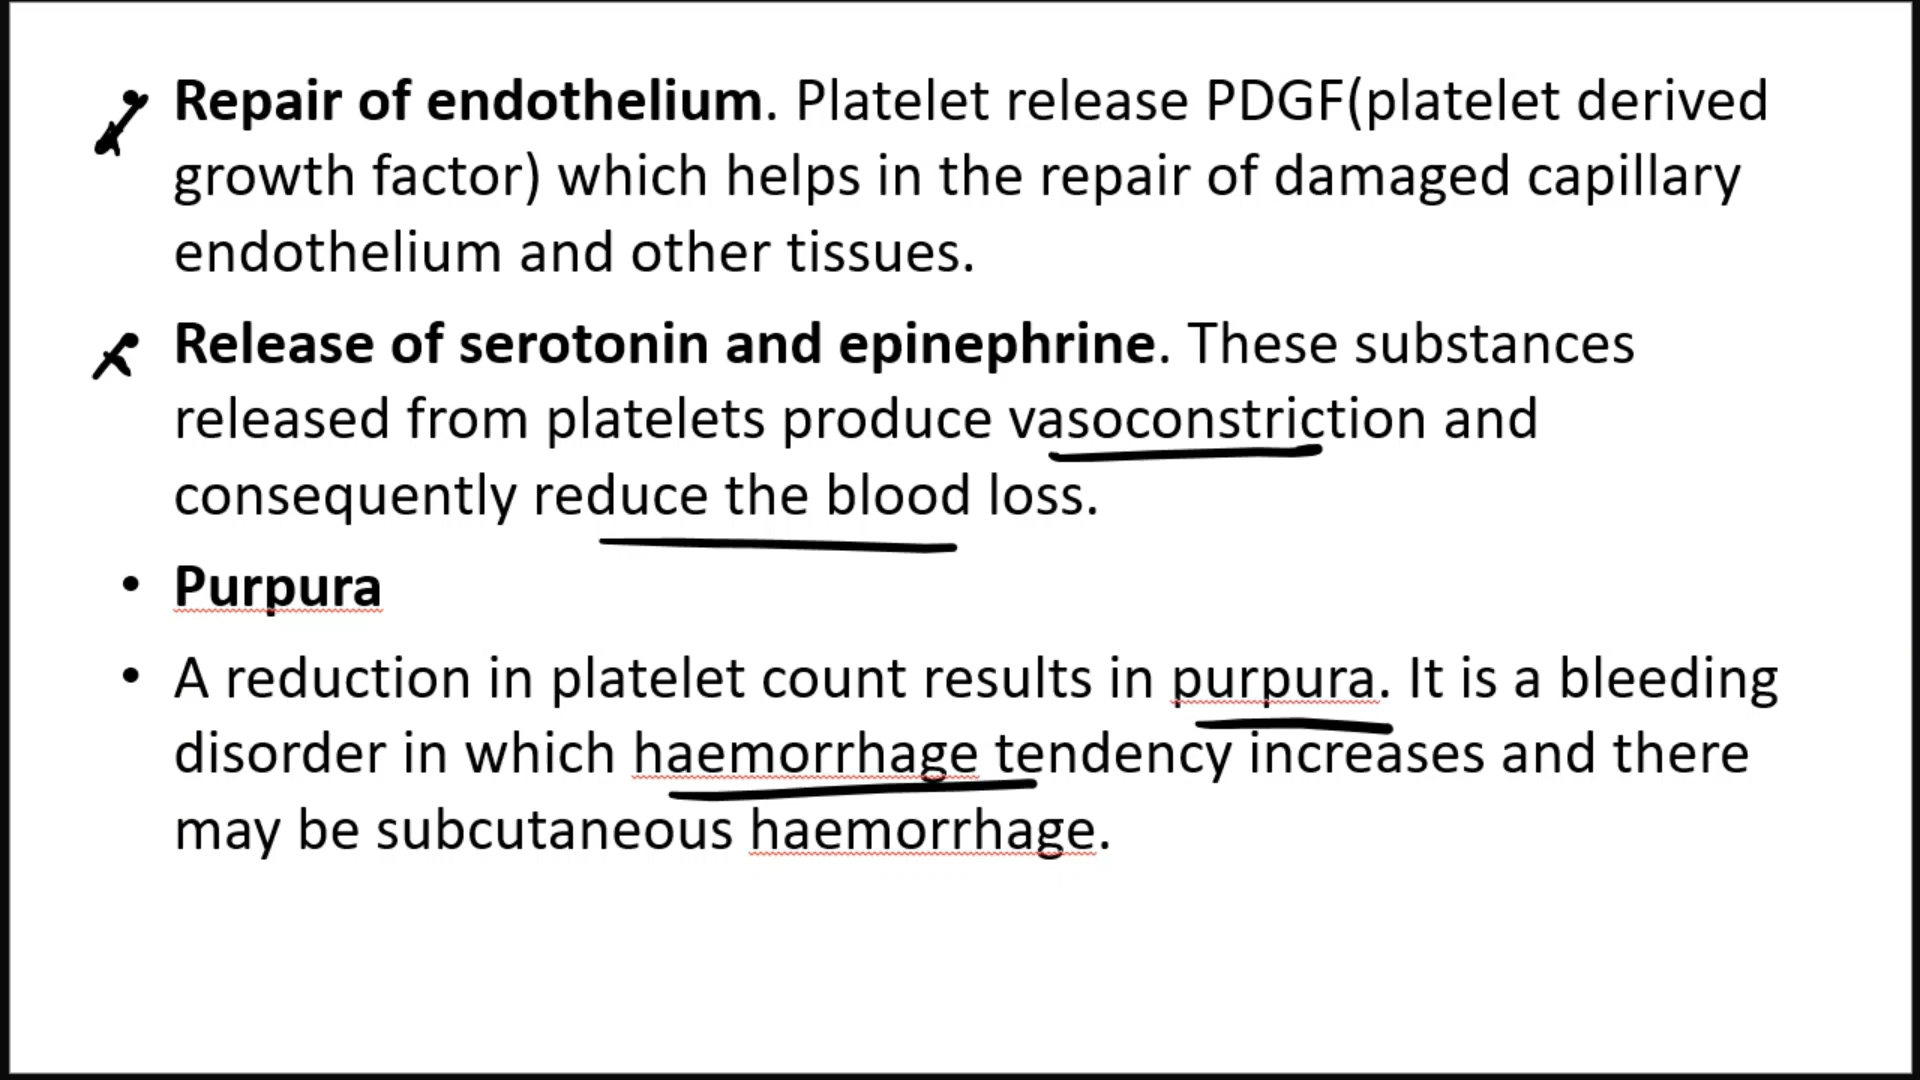 Repair of endothelium. Platelet release PDGF(platelet derived
growth factor) which helps in the repair of damaged capillary
endothelium and other tissues.
Release of serotonin and epinephrine. These substances
released from platelets produce vasoconstriction and
consequently reduce the blood loss.
• Purpura
• A reduction in platelet count results in purpura. It is a bleeding
disorder in which haemorrhage tendency increases and there
may be subcutaneous haemorrhage.